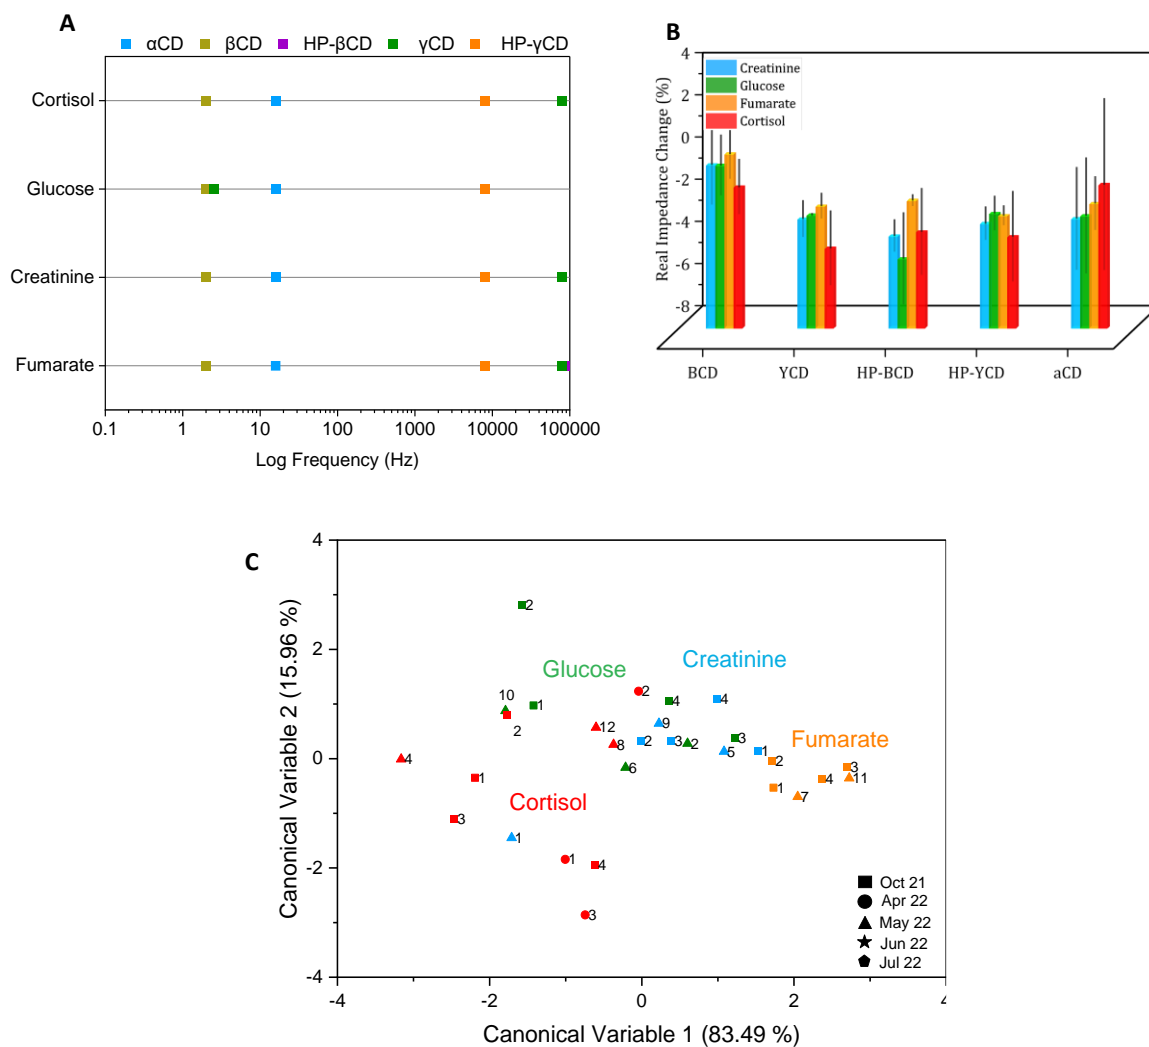 A
αCD βCD HP-βCD γCD HP-γCD
Cortisol
Glucose
Creatinine
Fumarate
0.1 1 10 100 1000 10000 100000
Log Frequency (Hz)
B
Real Impedance Change (%)
4
2
0
-2
-4
-6
-8
Creatinine
Glucose
Fumarate
Cortisol
BCD YCD HP-BCD HP-YCD aCD
C
Canonical Variable 2 (15.96 %)
4
2
0
-2
-4
2
Glucose
Creatinine
10
1
2
2
4
4
12
8
9
2
3
2
6
3
5
1
Fumarate
2
3
1
4
11
7
4
1
3
Cortisol
1
1
4
3
Oct 21
Apr 22
May 22
Jun 22
Jul 22
-4 -2 0 2 4
Canonical Variable 1 (83.49 %)